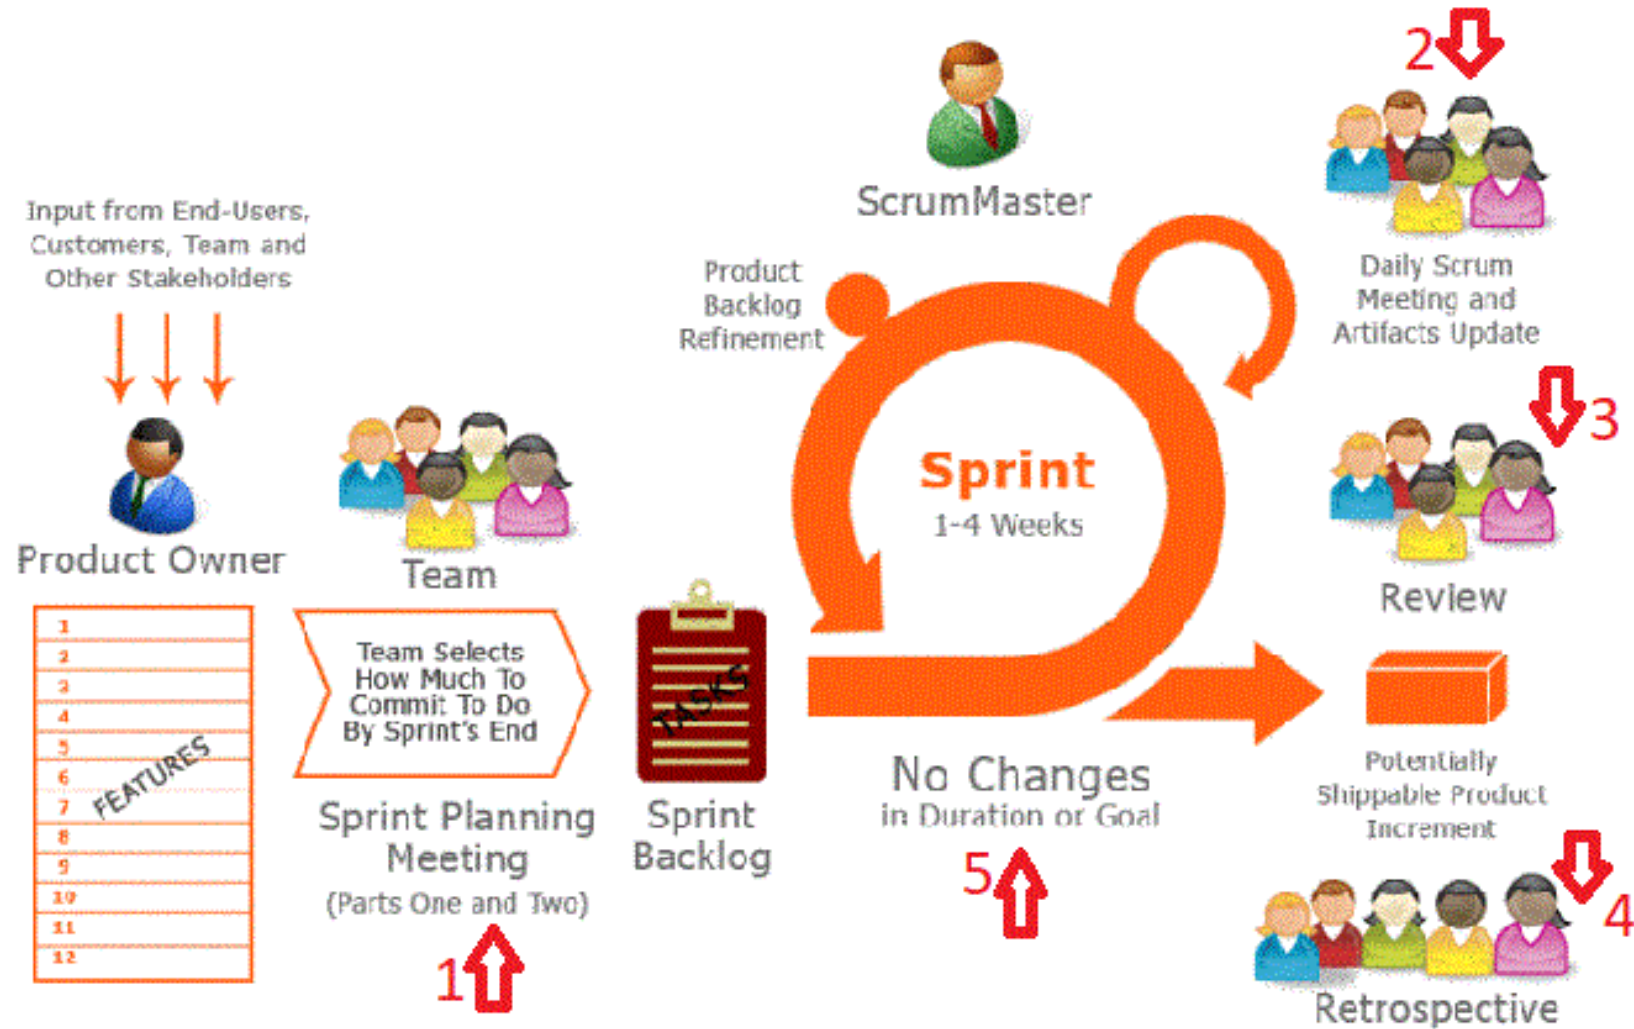 2
ScrumMaster
Input from End-Users,
Customers, Team and
Other Stakeholders
Product
Backlog
Refinement
Daily Scrum
Meeting and
Artifacts Update
3
Sprint
1-4 Weeks
Product Owner
Team
Review
1
2
3
4
5
6
7
8
9
10
11
12
FEATURES
Team Selects
How Much To
Commit To Do
By Sprint's End
TASKS
Sprint Planning
Meeting
(Parts One and Two)
Sprint
Backlog
No Changes
in Duration or Goal
Potentially
Shippable Product
Increment
1
5
4
Retrospective